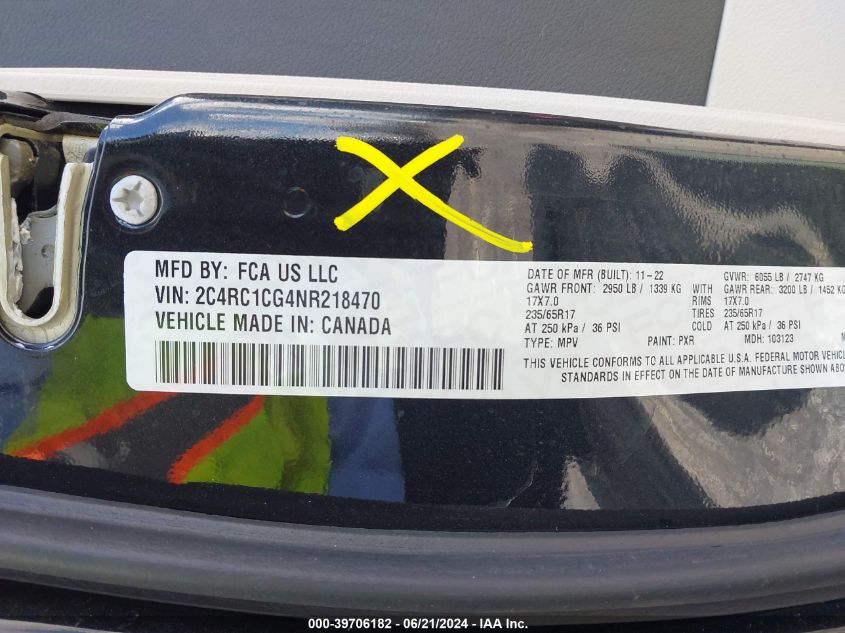 MFD BY: FCA US LLC
VIN: 2C4RC1CG4NR218470
VEHICLE MADE IN: CANADA
DATE OF MFR (BUILT): 11-22 GVWR: 6055 LB / 2747 KG
GAWR FRONT: 2950 LB / 1339 KG WITH GAWR REAR: 3200 LB / 1452 KG
17X7.0 RIMS 17X7.0
235/65R17 TIRES 235/65R17
AT 250 kPa / 36 PSI COLD AT 250 kPa / 36 PSI
TYPE: MPV PAINT: PXR MDH: 103123
THIS VEHICLE CONFORMS TO ALL APPLICABLE U.S.A. FEDERAL MOTOR VEHICL
STANDARDS IN EFFECT ON THE DATE OF MANUFACTURE SHOWN ABO
000-39706182 - 06/21/2024 - IAA Inc.